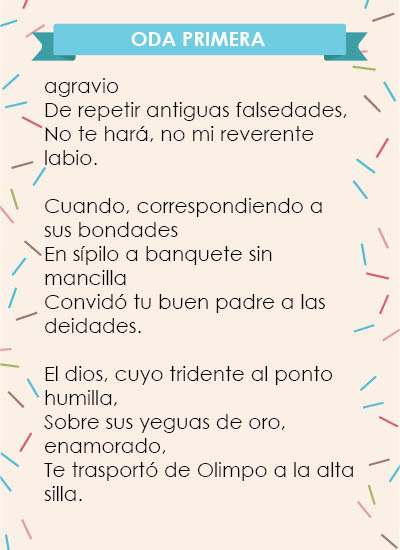 ODA PRIMERA
agravio
De repetir antiguas falsedades,
No te hará, no mi reverente
labio.
Cuando, correspondiendo a
sus bondades
En sípilo a banquete sin
mancilla
Convidó tu buen padre a las
deidades.
El dios, cuyo tridente al ponto
humilla,
Sobre sus yeguas de oro,
enamorado,
Te trasportó de Olimpo a la alta
silla.